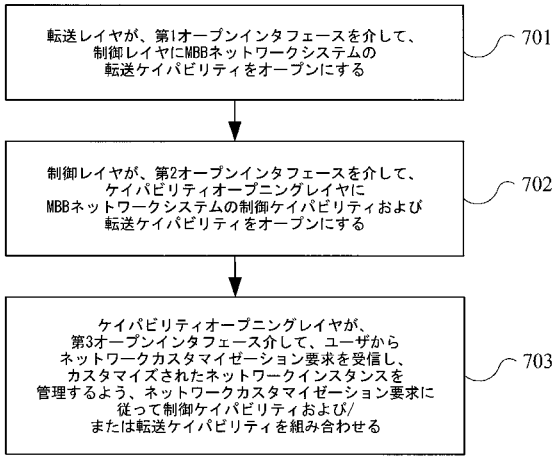 転送レイヤが、第1オープンインタフェースを介して、
制御レイヤにMBBネットワークシステムの
転送ケイパビリティをオープンにする
701
制御レイヤが、第2オープンインタフェースを介して、
ケイパビリティオープニングレイヤに
MBBネットワークシステムの制御ケイパビリティおよび
転送ケイパビリティをオープンにする
702
ケイパビリティオープニングレイヤが、
第3オープンインタフェース介して、ユーザから
ネットワークカスタマイゼーション要求を受信し、
カスタマイズされたネットワークインスタンスを
管理するよう、ネットワークカスタマイゼーション要求に
従って制御ケイパビリティおよび/
または転送ケイパビリティを組み合わせる
703